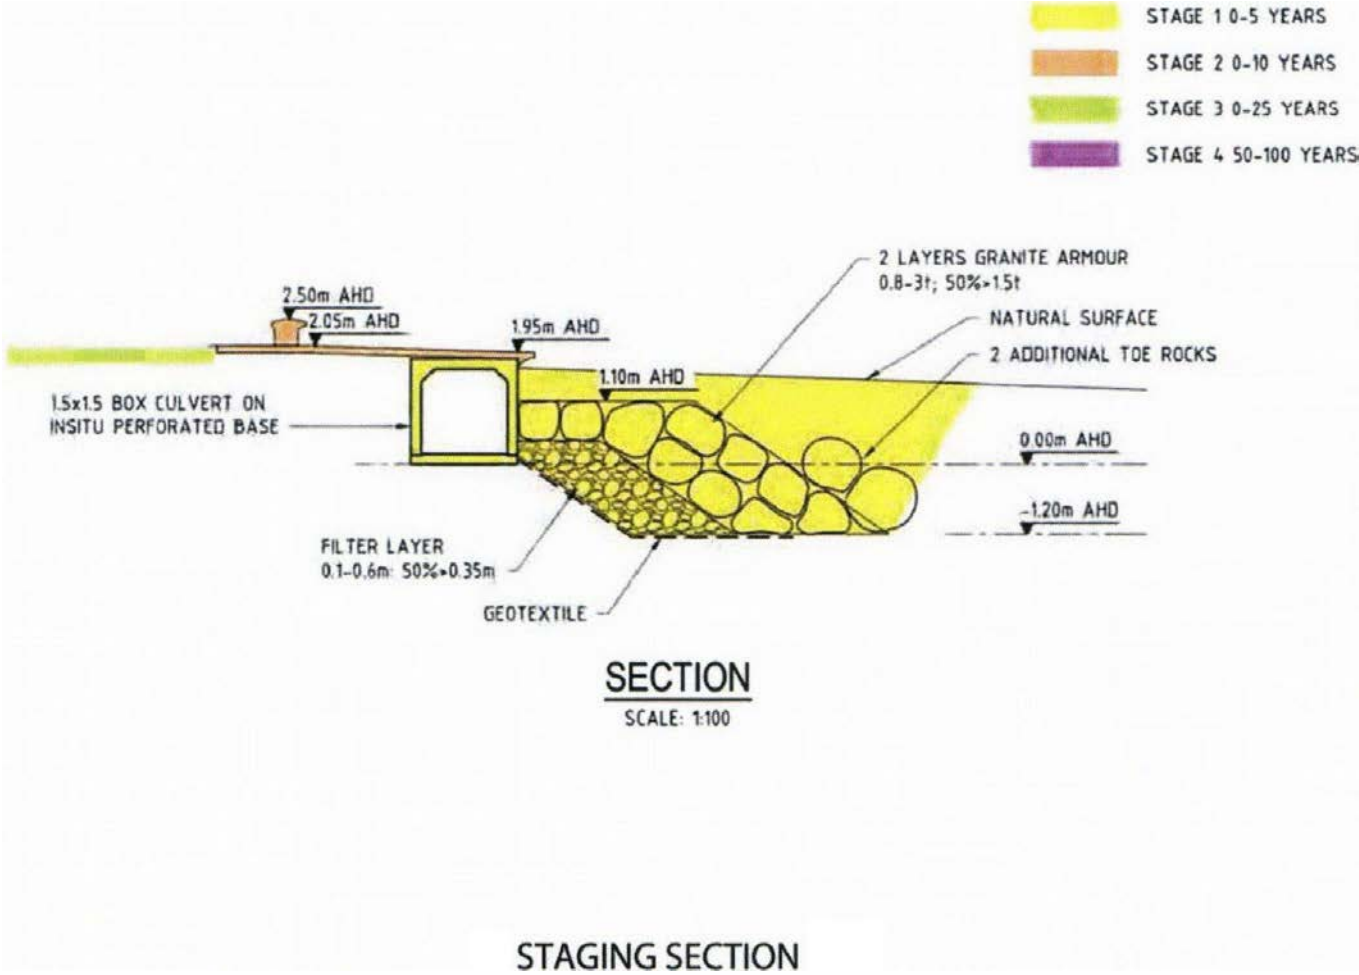 STAGE 1 0-5 YEARS
STAGE 2 0-10 YEARS
STAGE 3 0-25 YEARS
STAGE 4 50-100 YEARS
2 LAYERS GRANITE ARMOUR
0.8-3t; 50%>1.5t
2.50m AHD
2.05m AHD
1.95m AHD
NATURAL SURFACE
2 ADDITIONAL TOE ROCKS
1.10m AHD
1.5x1.5 BOX CULVERT ON
INSITU PERFORATED BASE
0.00m AHD
-1.20m AHD
FILTER LAYER
0.1-0.6m: 50%>0.35m
GEOTEXTILE
SECTION
SCALE: 1:100
STAGING SECTION